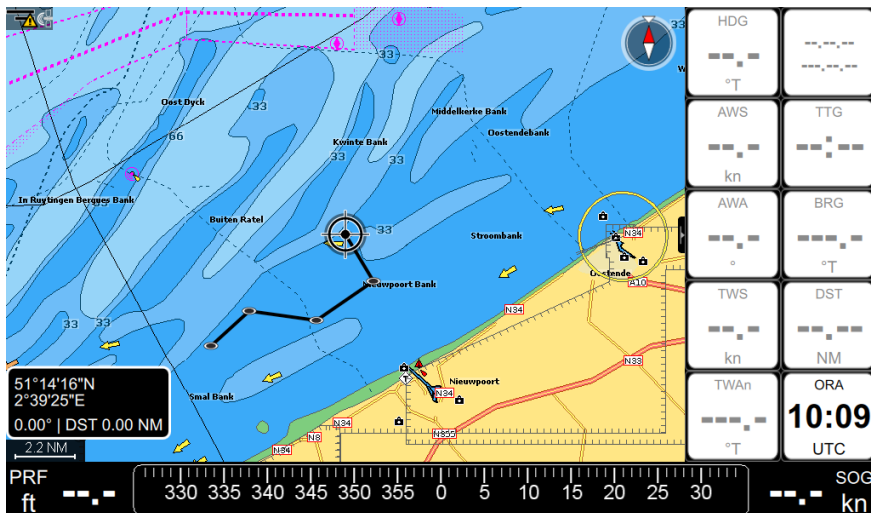 Oost Dyck
33
33
66
Middelkerke Bank
Oostendebank
Kwinte Bank
33
33
In Ruytingen Bergues Bank
33
Buiten Ratel
33
Stroombank
N34
Oostende
A10
Nieuwpoort Bank
N34
33
33
N33
Nieuwpoort
N34
Smal Bank
N355
N8
N34
51°14'16"N
2°39'25"E
0.00° | DST 0.00 NM
2.2 NM
HDG
--.-
°T
--.--.--
---.--.--
AWS
--.-
kn
TTG
--:--
AWA
--.-
°
BRG
---.-
°T
TWS
--.-
kn
DST
--.--
NM
TWAn
---.-
°T
ORA
10:09
UTC
PRF
ft
--.-
330 335 340 345 350 355 0 5 10 15 20 25 30
--.-
SOG
kn